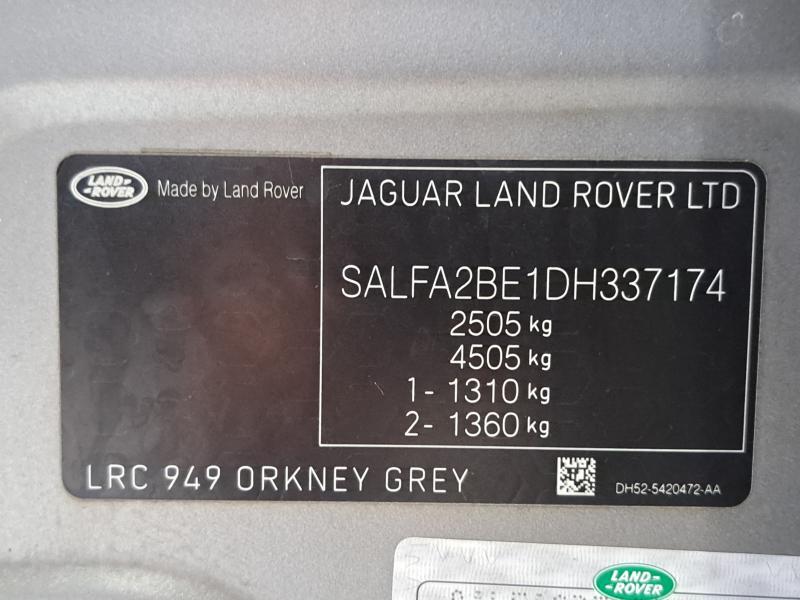 LAND-
ROVER
Made by Land Rover
JAGUAR LAND ROVER LTD
SALFA2BE1DH337174
2505 kg
4505 kg
1- 1310 kg
2- 1360 kg
LRC 949 ORKNEY GREY
DH52-5420472-AA
LAND-
-ROVER